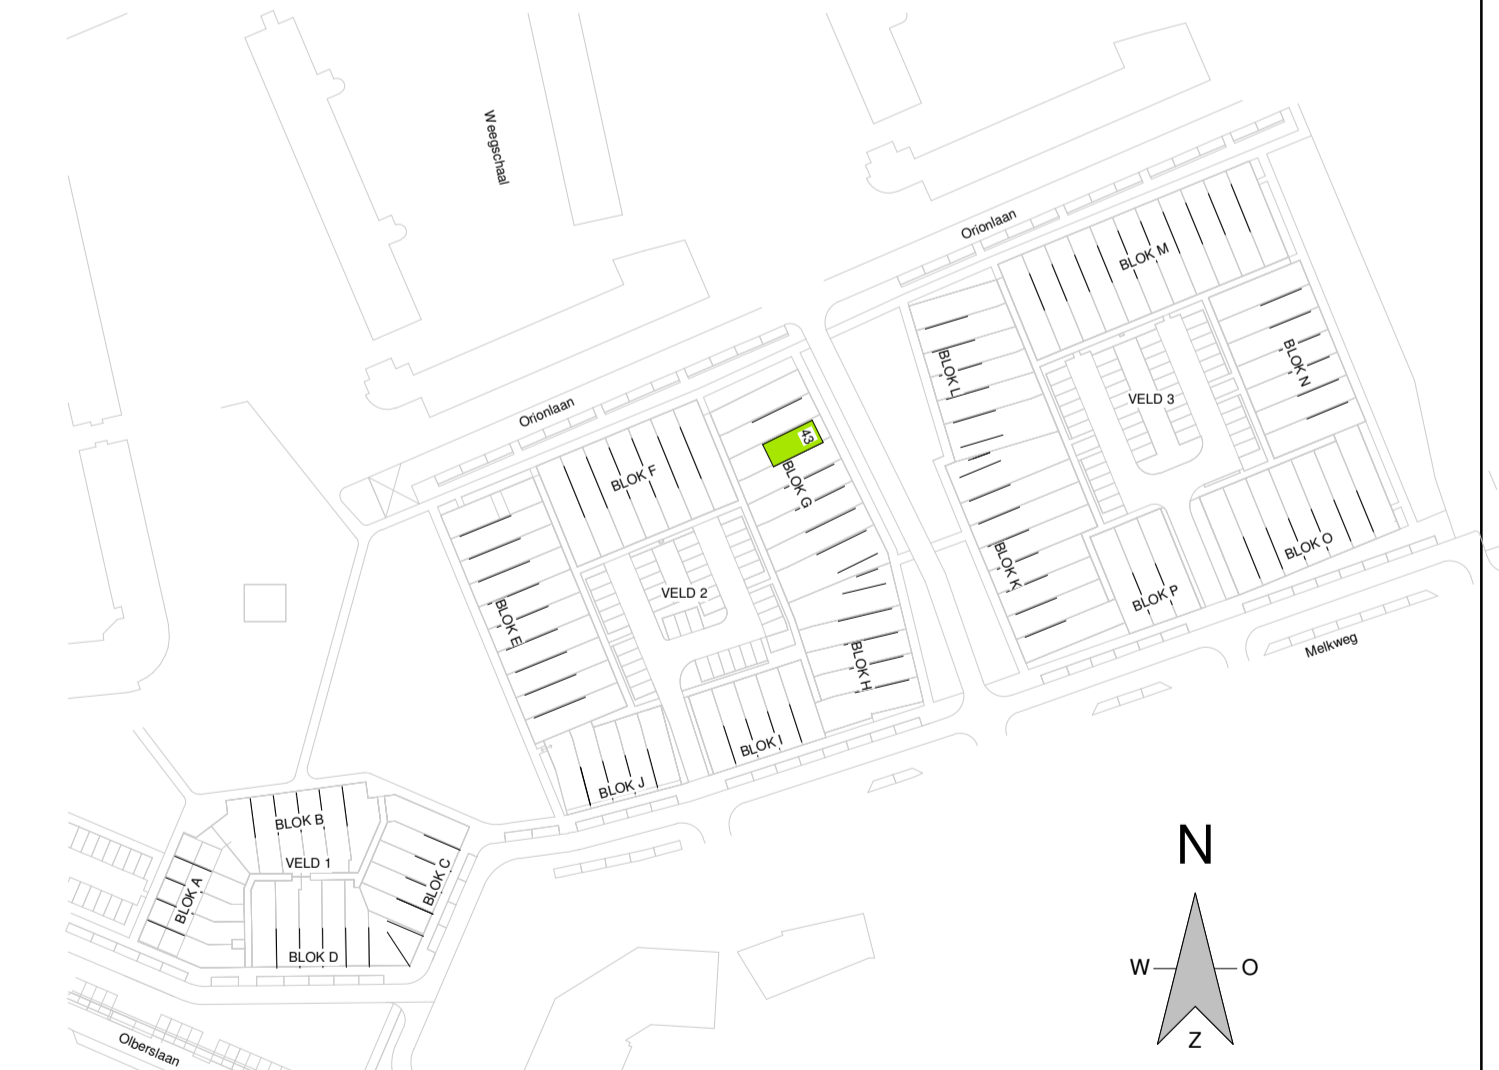 Weegschaal
Orionlaan
BLOK M
BLOK L
BLOK N
VELD 3
Orionlaan
43
BLOK F
BLOK G
BLOK O
BLOK K
VELD 2
BLOK P
BLOK E
Melkweg
BLOK H
BLOK I
BLOK J
BLOK B
N
VELD 1
BLOK C
BLOK A
BLOK D
W
O
Z
Olberslaan